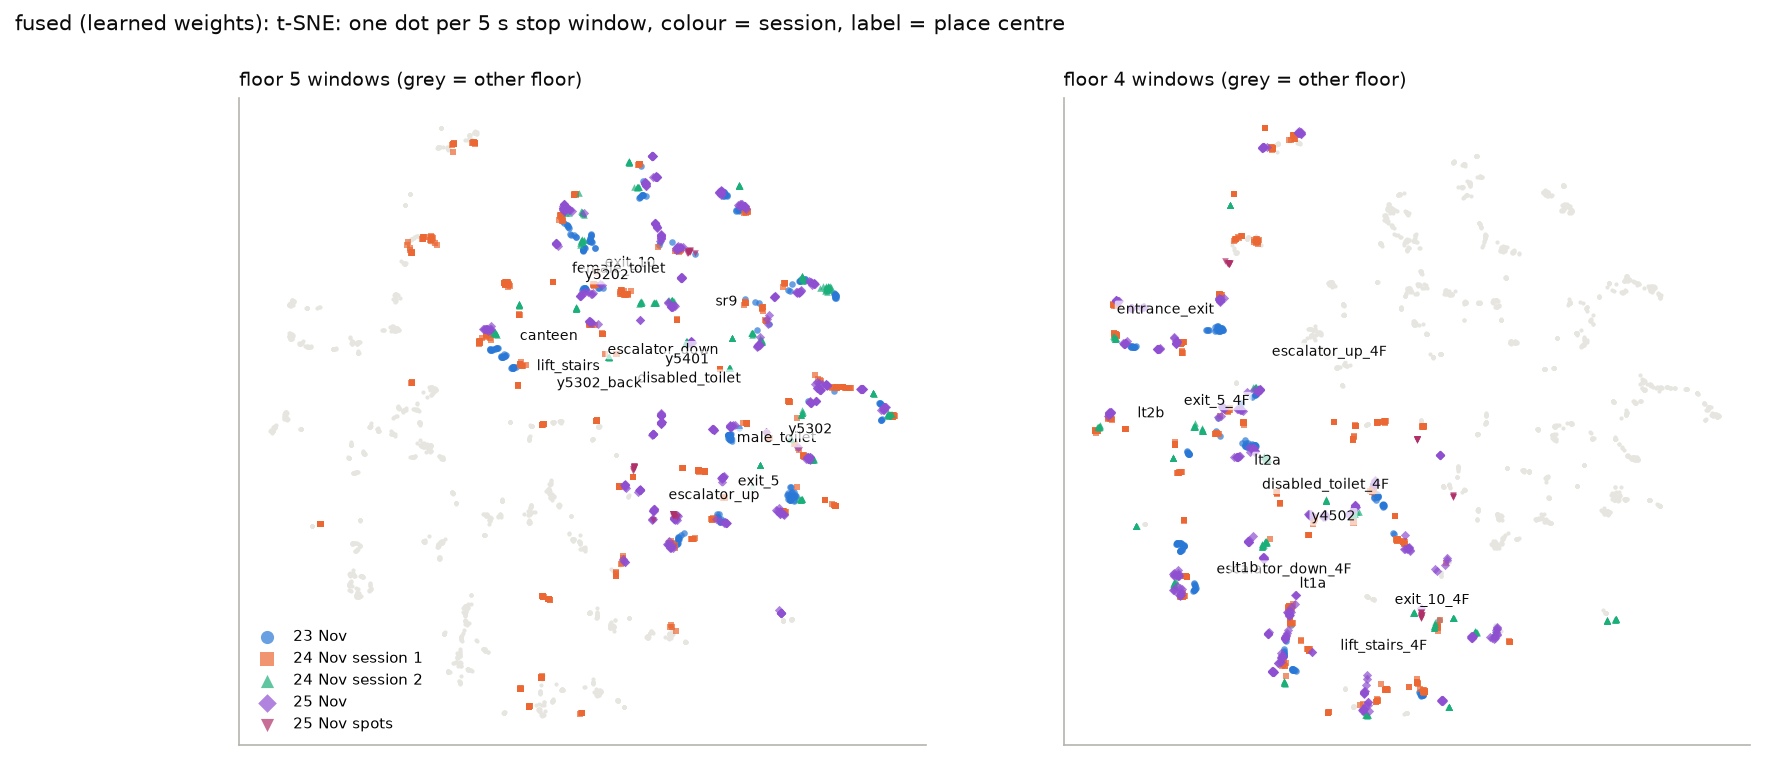 fused (learned weights): t-SNE: one dot per 5 s stop window, colour = session, label = place centre
floor 5 windows (grey = other floor)
exit_10
female_toilet
y5202
sr9
canteen
escalator_down
y5401
lift_stairs
disabled_toilet
y5302_back
y5302
male_toilet
exit_5
escalator_up
23 Nov
24 Nov session 1
24 Nov session 2
25 Nov
25 Nov spots
floor 4 windows (grey = other floor)
entrance_exit
escalator_up_4F
exit_5_4F
lt2b
lt2a
disabled_toilet_4F
y4502
lt1b
escalator_down_4F
lt1a
exit_10_4F
lift_stairs_4F